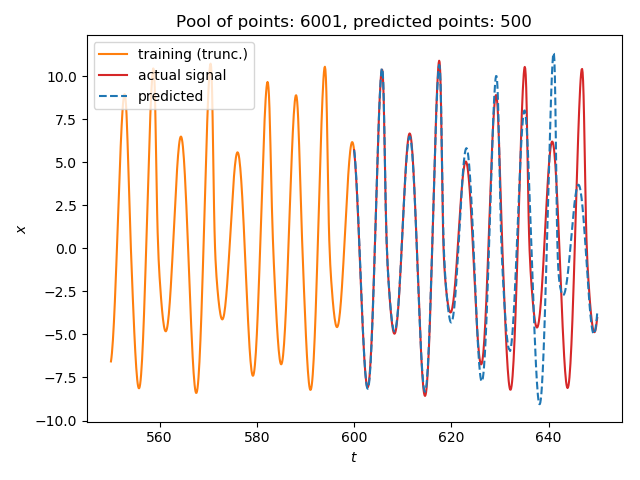 Pool of points: 6001, predicted points: 500
training (trunc.)
actual signal
predicted
10.0
7.5
5.0
2.5
0.0
−2.5
−5.0
−7.5
−10.0
x
560 580 600 620 640
t